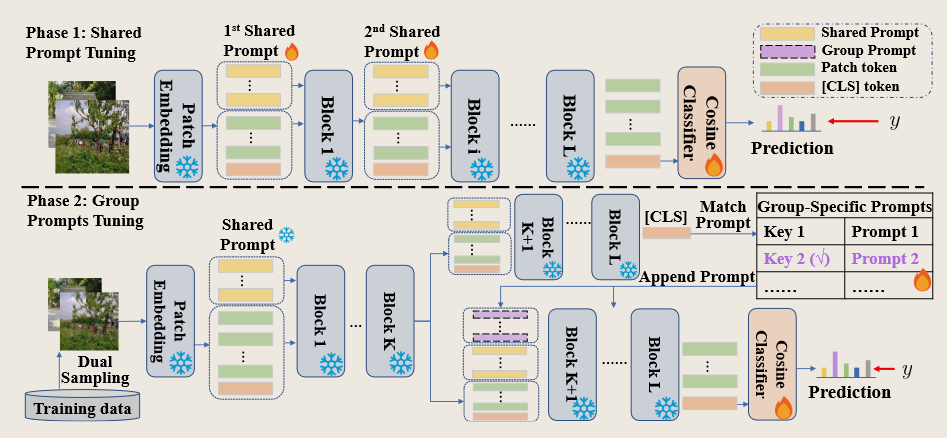 Phase 1: Shared
Prompt Tuning
1st Shared
Prompt
2nd Shared
Prompt
Shared Prompt
Group Prompt
Patch token
[CLS] token
Patch
Embedding
Block 1
Block i
......
Block L
Cosine
Classifier
Prediction
y
Phase 2: Group
Prompts Tuning
Shared
Prompt
Dual
Sampling
Training data
Patch
Embedding
Block 1
...
Block K
Block
K+1
......
Block L
[CLS]
Match
Prompt
Group-Specific Prompts
Key 1 Prompt 1
Key 2 (√) Prompt 2
...... ......
Append Prompt
Block K+1
......
Block L
Cosine
Classifier
Prediction
y